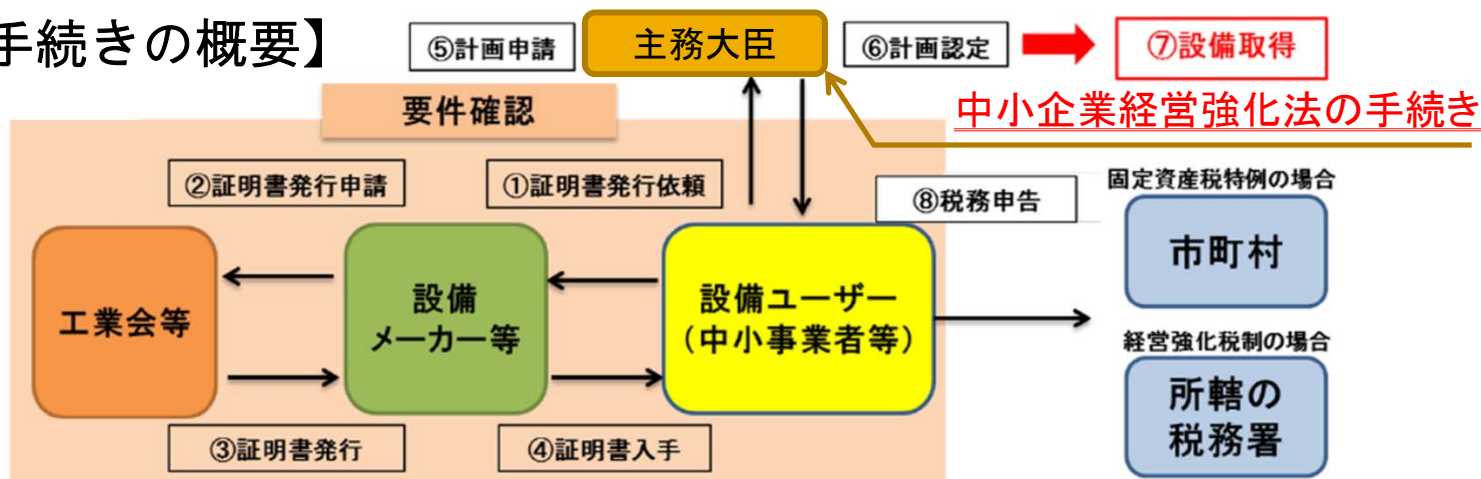 手続きの概要】
⑤計画申請
主務大臣
⑥計画認定
⑦設備取得
中小企業経営強化法の手続き
要件確認
②証明書発行申請
①証明書発行依頼
⑧税務申告
固定資産税特例の場合
市町村
工業会等
設備
メーカー等
設備ユーザー
（中小事業者等）
経営強化税制の場合
所轄の
税務署
③証明書発行
④証明書入手